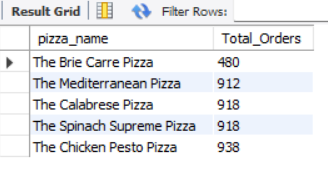 Result Grid Filter Rows:
pizza_name Total_Orders
The Brie Carre Pizza 480
The Mediterranean Pizza 912
The Calabrese Pizza 918
The Spinach Supreme Pizza 918
The Chicken Pesto Pizza 938